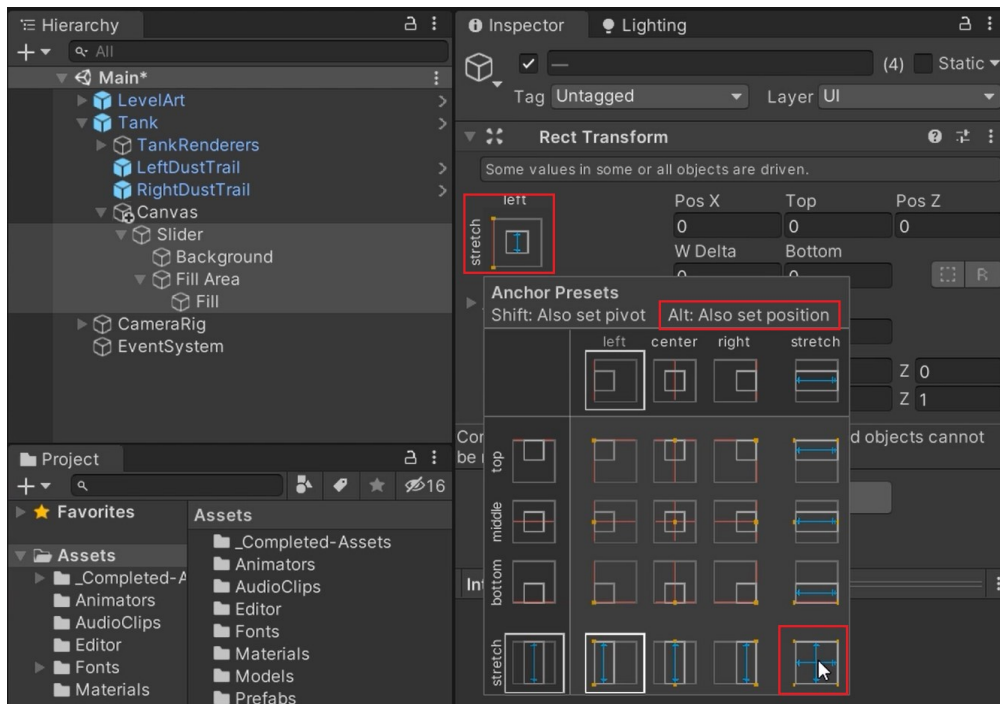 Hierarchy
All
Main*
LevelArt
Tank
TankRenderers
LeftDustTrail
RightDustTrail
Canvas
Slider
Background
Fill Area
Fill
CameraRig
EventSystem
Project
16
Favorites
Assets
_Completed-A
Animators
AudioClips
Editor
Fonts
Materials
Assets
_Completed-Assets
Animators
AudioClips
Editor
Fonts
Materials
Models
Prefabs
Inspector Lighting
— (4) Static
Tag Untagged Layer UI
Rect Transform
Some values in some or all objects are driven.
left
stretch
Pos X Top Pos Z
0 0 0
W Delta Bottom
0 0
R
Anchor Presets
Shift: Also set pivot Alt: Also set position
left center right stretch
top
middle
bottom
stretch
Z 0
Z 1
Cor
d objects cannot
be
Int